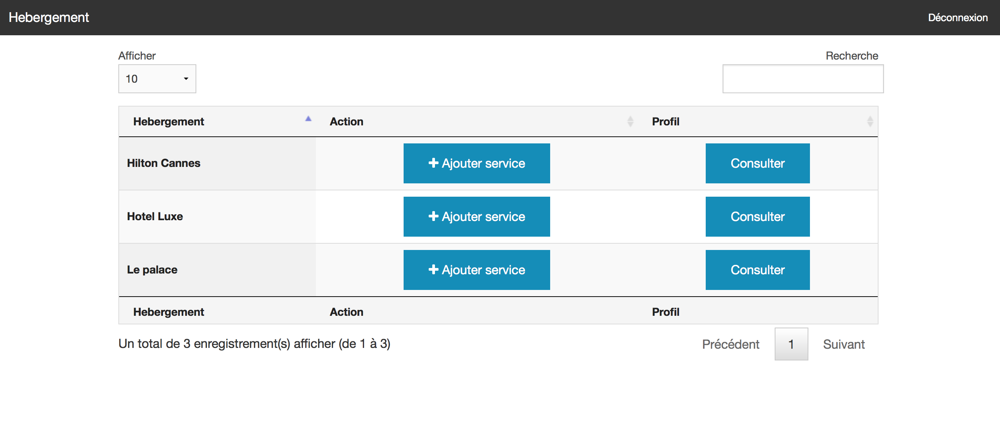 Hebergement Déconnexion
Afficher Recherche
10
Hebergement Action Profil
Hilton Cannes Ajouter service Consulter
Hotel Luxe Ajouter service Consulter
Le palace Ajouter service Consulter
Hebergement Action Profil
Un total de 3 enregistrement(s) afficher (de 1 à 3) Précédent 1 Suivant